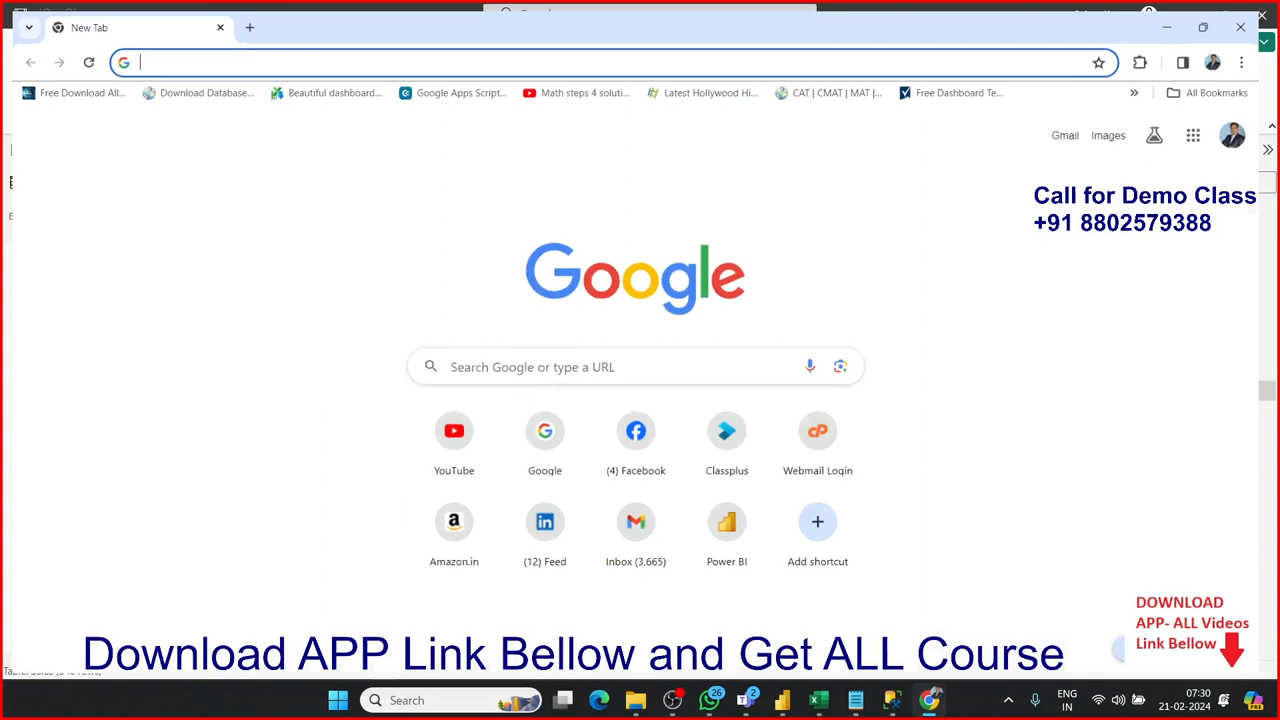 New Tab
Free Download All...
Download Database...
Beautiful dashboard...
Google Apps Script...
Math steps 4 soluti...
Latest Hollywood Hi...
CAT | CMAT | MAT |...
Free Dashboard Te...
All Bookmarks
Gmail
Images
Call for Demo Class
+91 8802579388
Google
Search Google or type a URL
YouTube
Google
(4) Facebook
Classplus
Webmail Login
Amazon.in
(12) Feed
Inbox (3,665)
Power BI
Add shortcut
DOWNLOAD
APP- ALL Videos
Link Bellow
Download APP Link Bellow and Get ALL Course
Search
26
2
ENG
IN
07:30
21-02-2024